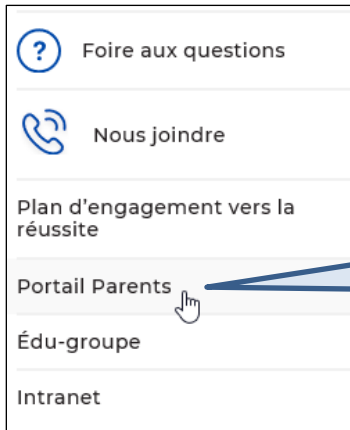 ?
Foire aux questions
Nous joindre
Plan d'engagement vers la
réussite
Portail Parents
Édu-groupe
Intranet